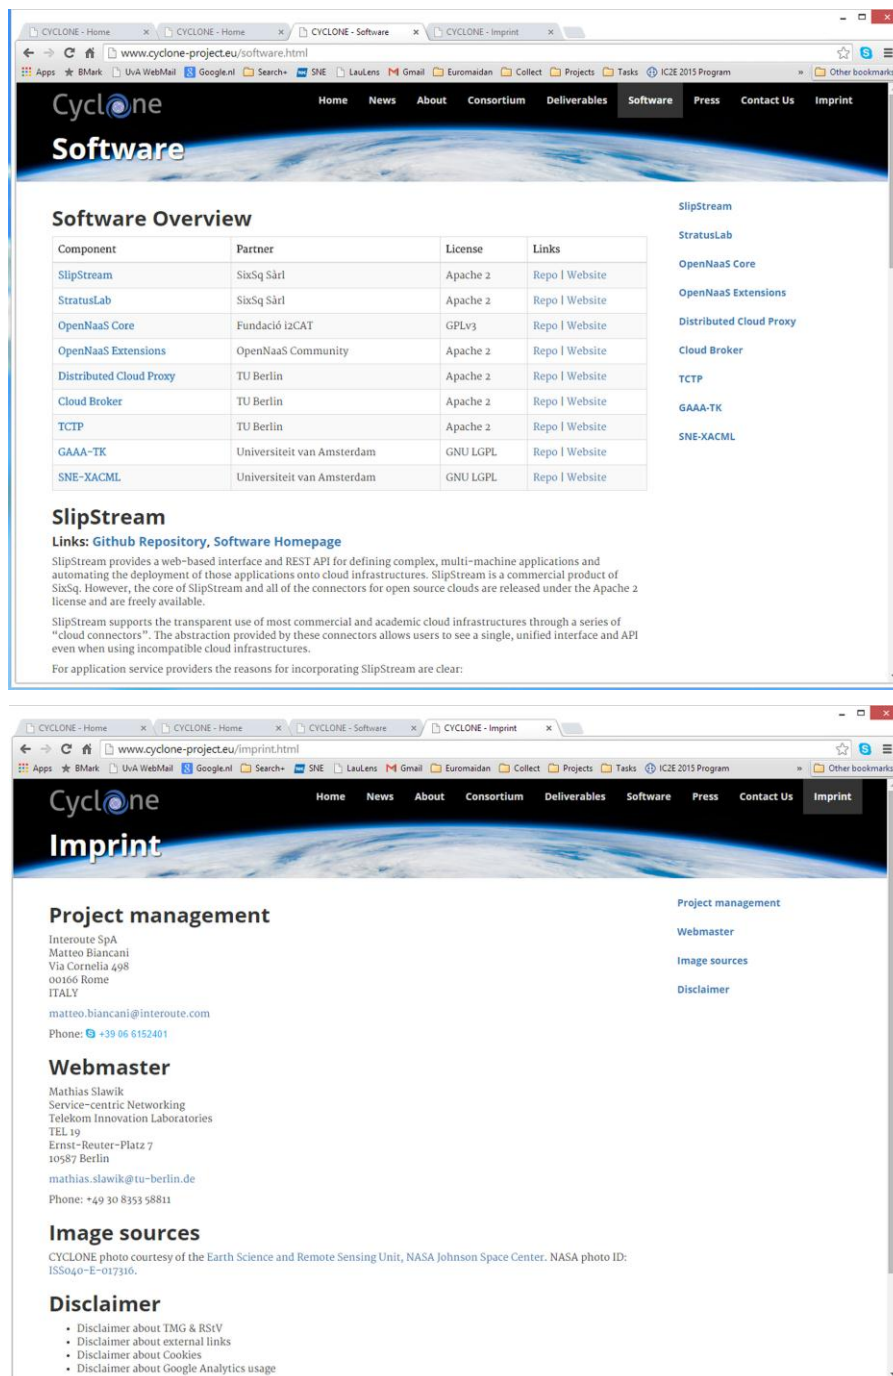 CYCLONE - Home
CYCLONE - Home
CYCLONE - Software
CYCLONE - Imprint
www.cyclone-project.eu/software.html
Apps BMark UvA WebMail Google.nl Search+ SNE LauLens Gmail Euromaidan Collect Projects Tasks IC2E 2015 Program » Other bookmarks
Cyclone
Home News About Consortium Deliverables Software Press Contact Us Imprint
Software
Software Overview
Component Partner License Links
SlipStream SixSq Sàrl Apache 2 Repo | Website
StratusLab SixSq Sàrl Apache 2 Repo | Website
OpenNaaS Core Fundació i2CAT GPLv3 Repo | Website
OpenNaaS Extensions OpenNaaS Community Apache 2 Repo | Website
Distributed Cloud Proxy TU Berlin Apache 2 Repo | Website
Cloud Broker TU Berlin Apache 2 Repo | Website
TCTP TU Berlin Apache 2 Repo | Website
GAAA-TK Universiteit van Amsterdam GNU LGPL Repo | Website
SNE-XACML Universiteit van Amsterdam GNU LGPL Repo | Website
SlipStream
StratusLab
OpenNaaS Core
OpenNaaS Extensions
Distributed Cloud Proxy
Cloud Broker
TCTP
GAAA-TK
SNE-XACML
SlipStream
Links: Github Repository, Software Homepage
SlipStream provides a web-based interface and REST API for defining complex, multi-machine applications and
automating the deployment of those applications onto cloud infrastructures. SlipStream is a commercial product of
SixSq. However, the core of SlipStream and all of the connectors for open source clouds are released under the Apache 2
license and are freely available.
SlipStream supports the transparent use of most commercial and academic cloud infrastructures through a series of
“cloud connectors”. The abstraction provided by these connectors allows users to see a single, unified interface and API
even when using incompatible cloud infrastructures.
For application service providers the reasons for incorporating SlipStream are clear:
CYCLONE - Home
CYCLONE - Home
CYCLONE - Software
CYCLONE - Imprint
www.cyclone-project.eu/imprint.html
Apps BMark UvA WebMail Google.nl Search+ SNE LauLens Gmail Euromaidan Collect Projects Tasks IC2E 2015 Program » Other bookmarks
Cyclone
Home News About Consortium Deliverables Software Press Contact Us Imprint
Imprint
Project management
Interoute SpA
Matteo Biancani
Via Cornelia 498
00166 Rome
ITALY
matteo.biancani@interoute.com
Phone: +39 06 6152401
Project management
Webmaster
Image sources
Disclaimer
Webmaster
Mathias Slawik
Service-centric Networking
Telekom Innovation Laboratories
TEL 19
Ernst-Reuter-Platz 7
10587 Berlin
mathias.slawik@tu-berlin.de
Phone: +49 30 8353 58811
Image sources
CYCLONE photo courtesy of the Earth Science and Remote Sensing Unit, NASA Johnson Space Center. NASA photo ID:
ISS040-E-017316.
Disclaimer
• Disclaimer about TMG & RStV
• Disclaimer about external links
• Disclaimer about Cookies
• Disclaimer about Google Analytics usage